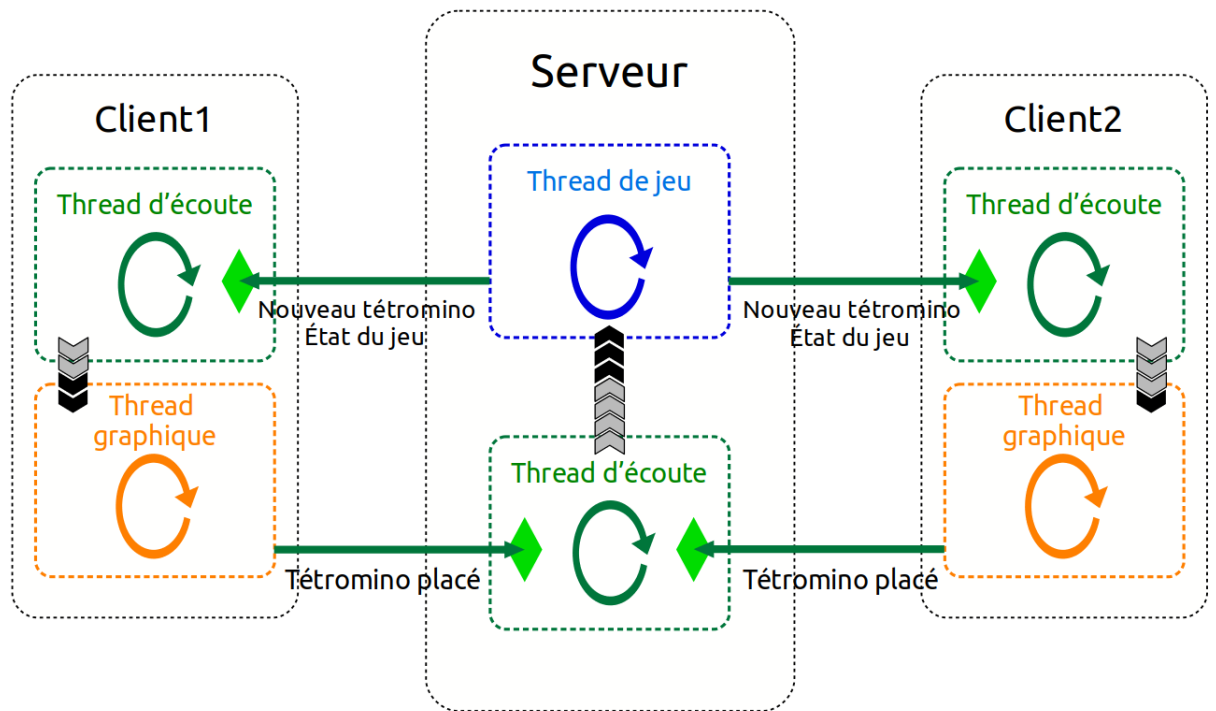 Serveur
Client1
Client2
Thread d'écoute
Thread de jeu
Thread d'écoute
Nouveau tétromino
État du jeu
Nouveau tétromino
État du jeu
Thread
graphique
Thread
graphique
Thread d'écoute
Tétromino placé
Tétromino placé